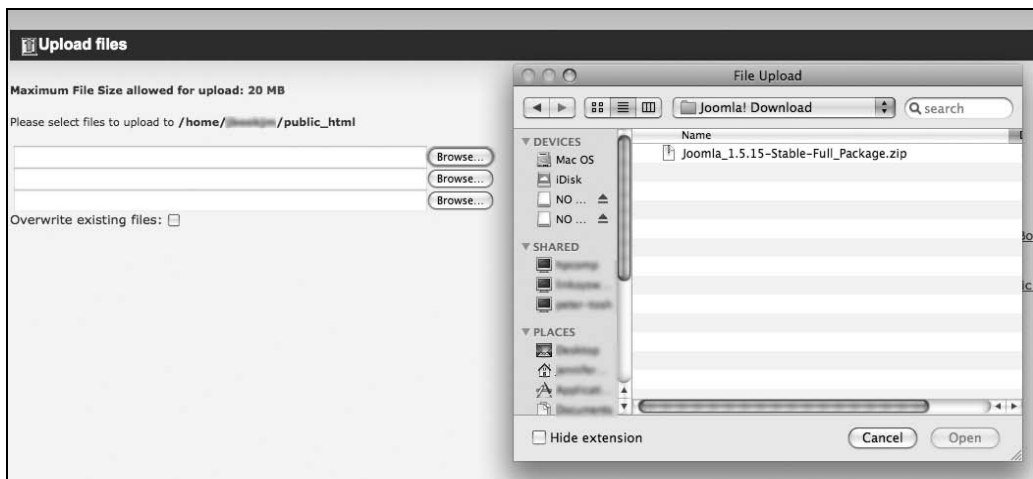 Upload files
Maximum File Size allowed for upload: 20 MB
Please select files to upload to /home/ /public_html
Browse...
Browse...
Browse...
Overwrite existing files:
File Upload
Joomla! Download
search
DEVICES
Mac OS
iDisk
NO ...
NO ...
SHARED
PLACES
Name
Joomla_1.5.15-Stable-Full_Package.zip
Hide extension
Cancel
Open